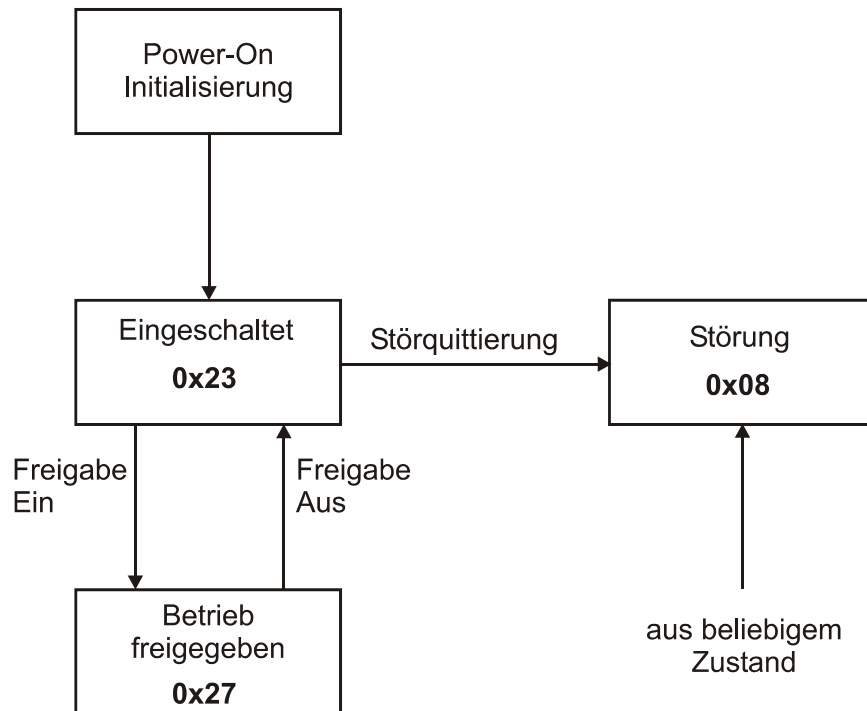 Power-On
Initialisierung
Eingeschaltet
0x23
Störquittierung
Störung
0x08
Freigabe
Ein
Freigabe
Aus
Betrieb
freigegeben
0x27
aus beliebigem
Zustand